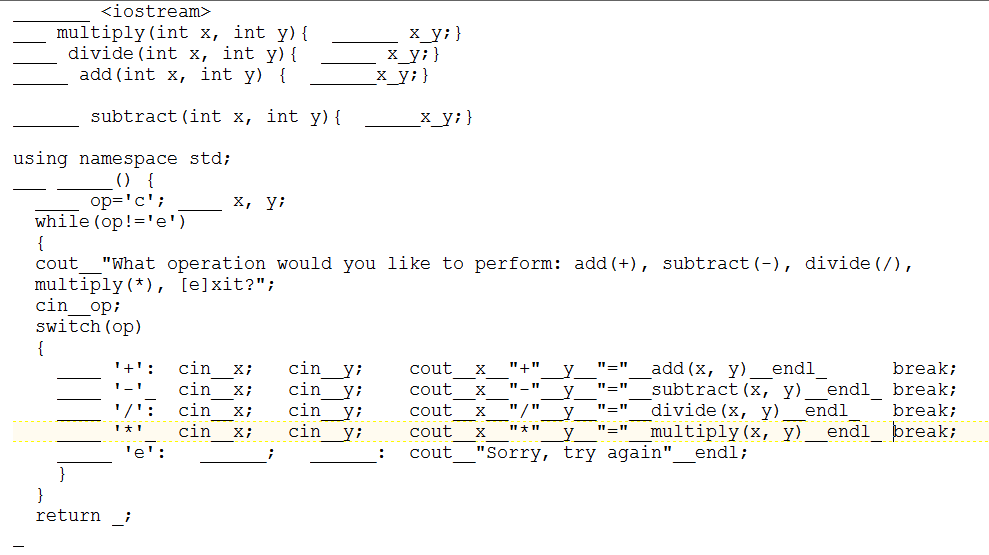 _______ <iostream>
___ multiply(int x, int y){  ______ x_y;}
____ divide(int x, int y){  _____ x_y;}
_____ add(int x, int y) {  ______x_y;}
______ subtract(int x, int y){  _____x_y;}
using namespace std;
___ _____() {
____ op='c'; ____ x, y;
while(op!='e')
{
cout__"What operation would you like to perform: add(+), subtract(-), divide(/),
multiply(*), [e]xit?";
cin__op;
switch(op)
{
____ '+':  cin__x;   cin__y;    cout__x__"+"__y__"="__add(x, y)__endl_      break;
____ '-'_  cin__x;   cin__y;    cout__x__"-"__y__"="__subtract(x, y)__endl_ break;
____ '/':  cin__x;   cin__y;    cout__x__"/"__y__"="__divide(x, y)__endl_   break;
____ '*'_  cin__x;   cin__y;    cout__x__"*"__y__"="__multiply(x, y)__endl_ break;
_____ 'e':   ______;   ______:  cout__"Sorry, try again"__endl;
}
}
return _;
_